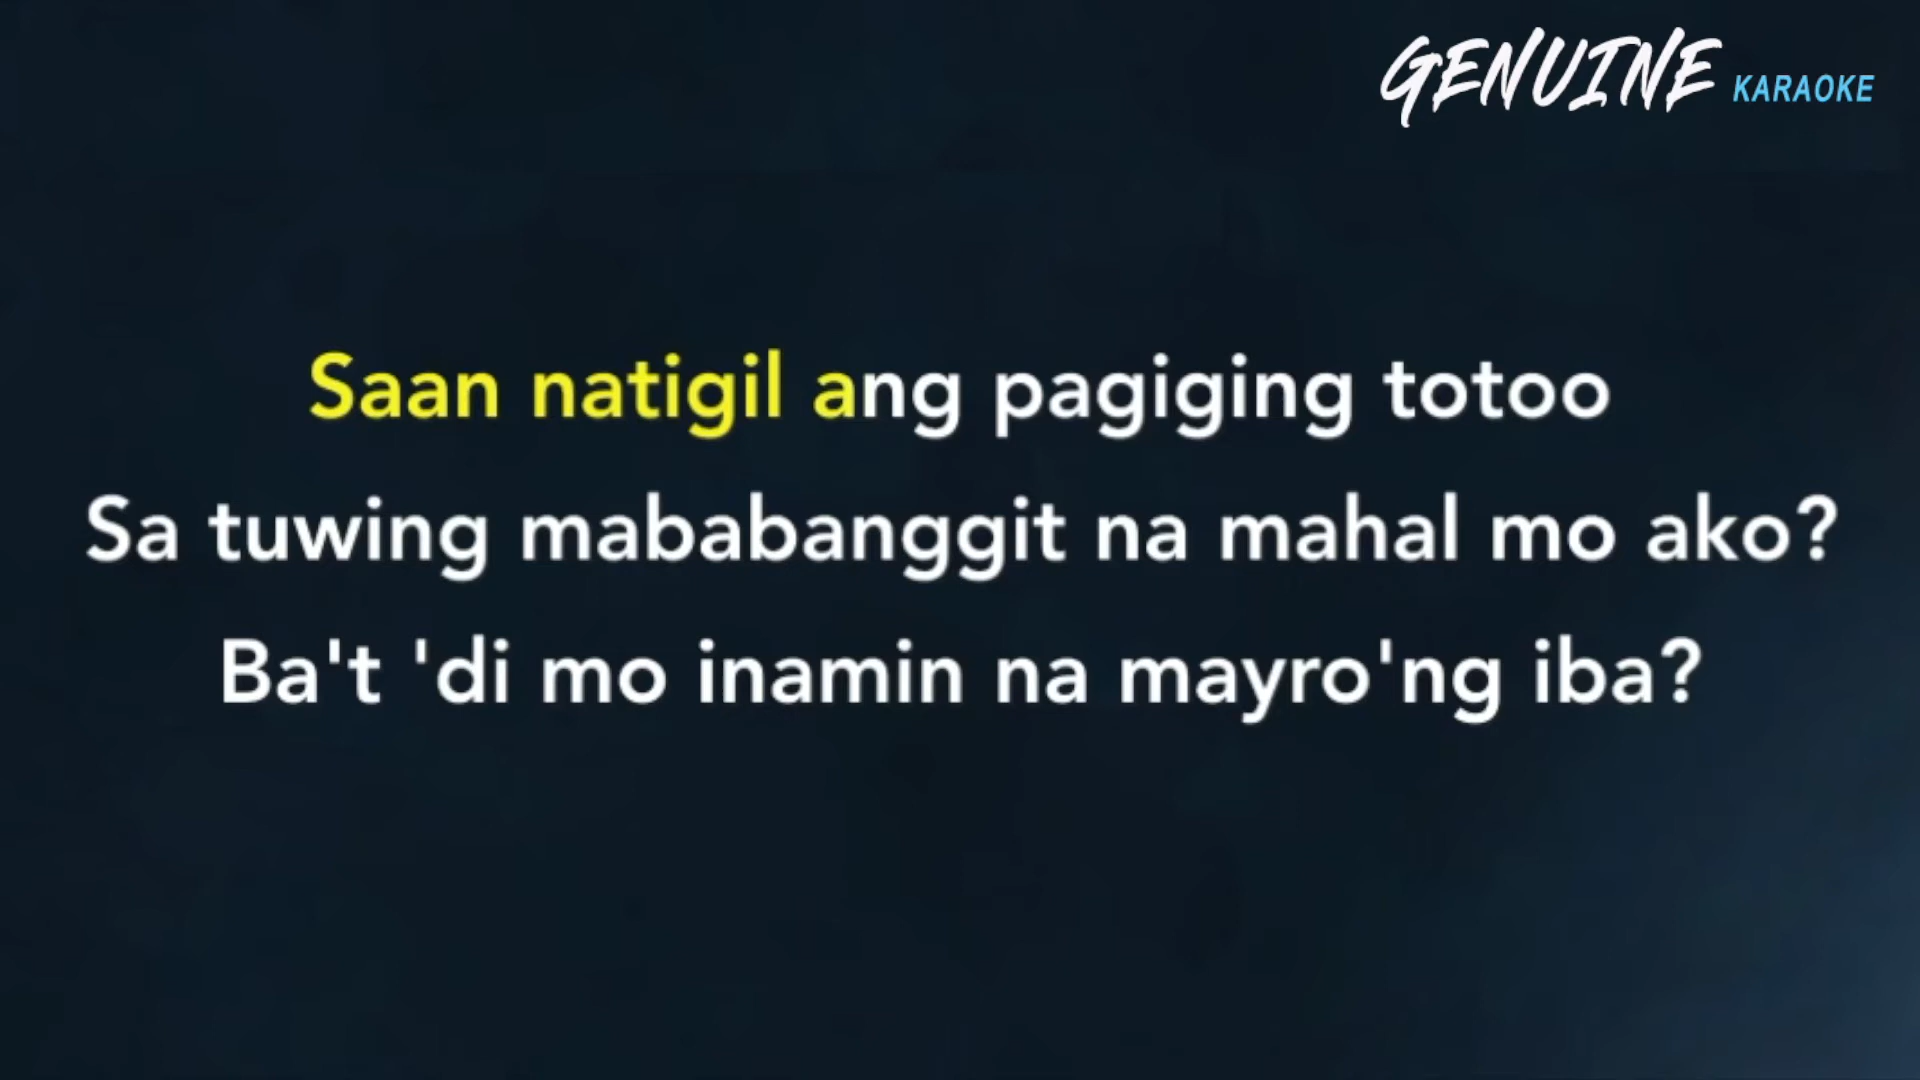 GENUINE KARAOKE
Saan natigil ang pagiging totoo
Sa tuwing mababanggit na mahal mo ako?
Ba't 'di mo inamin na mayro'ng iba?